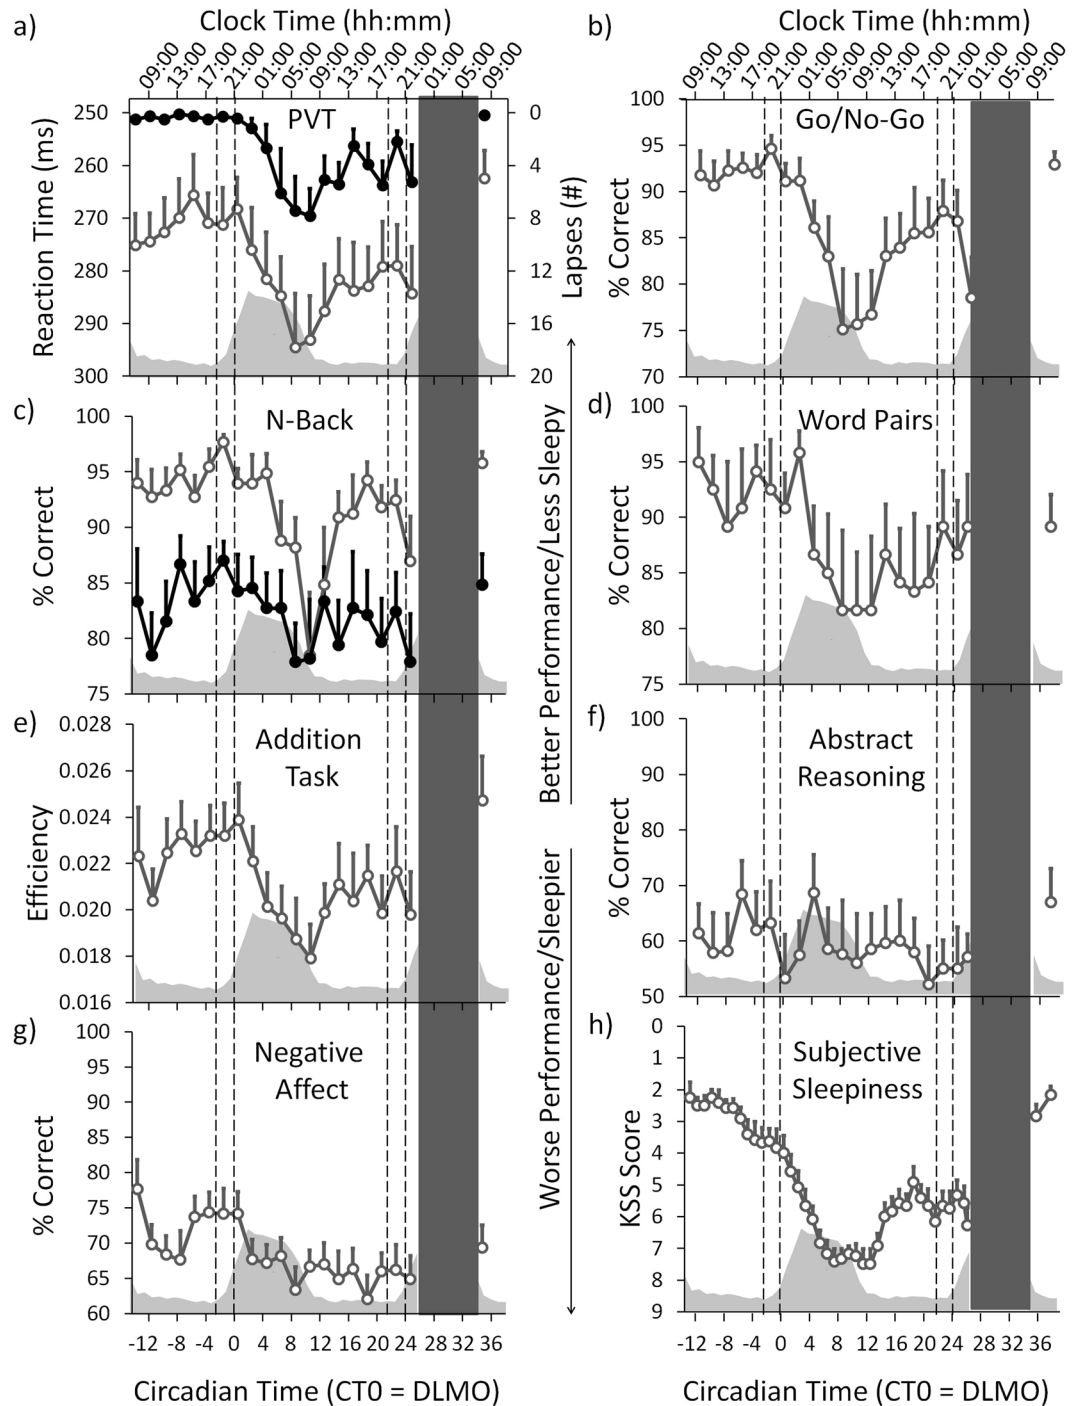 a)
Clock Time (hh:mm)
09:00 13:00 17:00 21:00 01:00 05:00 09:00 13:00 17:00 21:00 01:00 05:00 09:00
PVT
Reaction Time (ms)
250
260
270
280
290
300
0
4
8
12
16
20
Lapses (#)
b)
Clock Time (hh:mm)
09:00 13:00 17:00 21:00 01:00 05:00 09:00 13:00 17:00 21:00 01:00 05:00 09:00
Go/No-Go
% Correct
100
95
90
85
80
75
70
c)
N-Back
% Correct
100
95
90
85
80
75
Better Performance/Less Sleepy
d)
Word Pairs
% Correct
100
95
90
85
80
75
e)
Addition
Task
Efficiency
0.028
0.026
0.024
0.022
0.020
0.018
0.016
Worse Performance/Sleepier
f)
Abstract
Reasoning
% Correct
100
90
80
70
60
50
g)
Negative
Affect
% Correct
100
95
90
85
80
75
70
65
60
-12 -8 -4 0 4 8 12 16 20 24 28 32 36
Circadian Time (CT0 = DLMO)
h)
Subjective
Sleepiness
KSS Score
0
1
2
3
4
5
6
7
8
9
-12 -8 -4 0 4 8 12 16 20 24 28 32 36
Circadian Time (CT0 = DLMO)